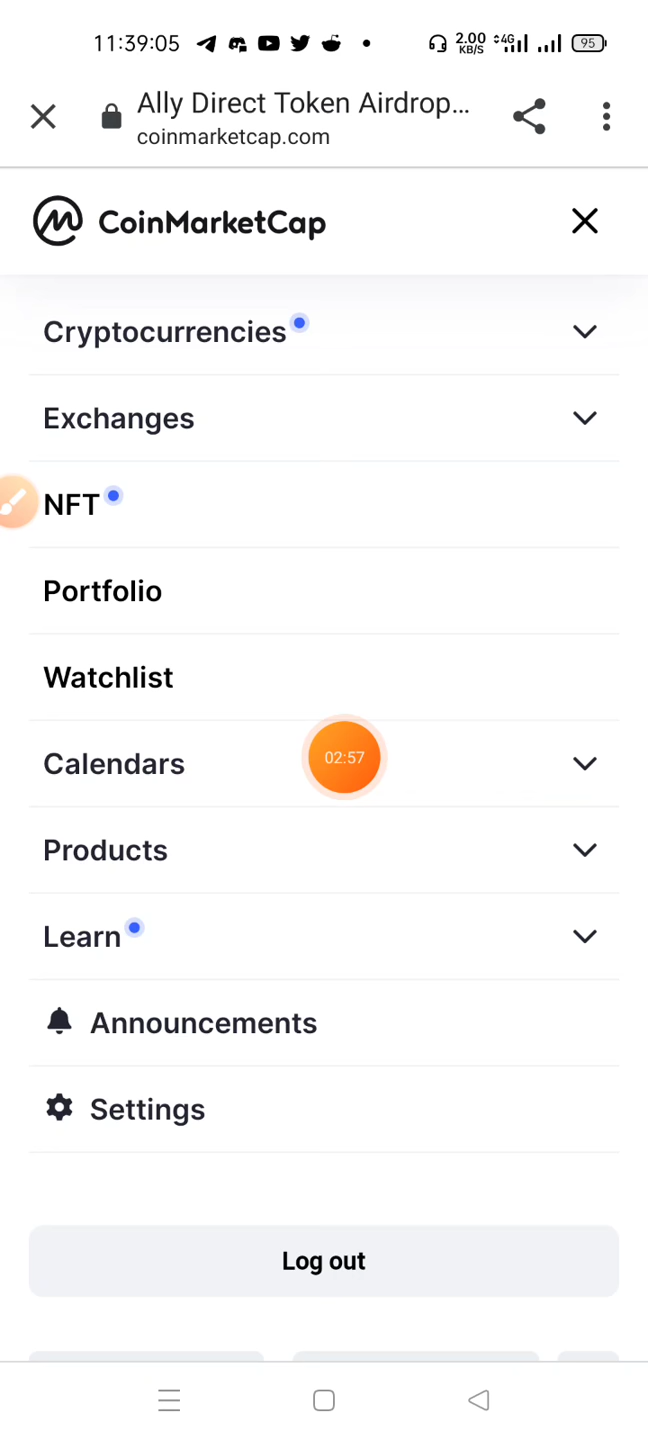 11:39:05 2.00 KB/S 4G 95
Ally Direct Token Airdrop...
coinmarketcap.com
CoinMarketCap
Cryptocurrencies
Exchanges
NFT
Portfolio
Watchlist
Calendars
02:57
Products
Learn
Announcements
Settings
Log out